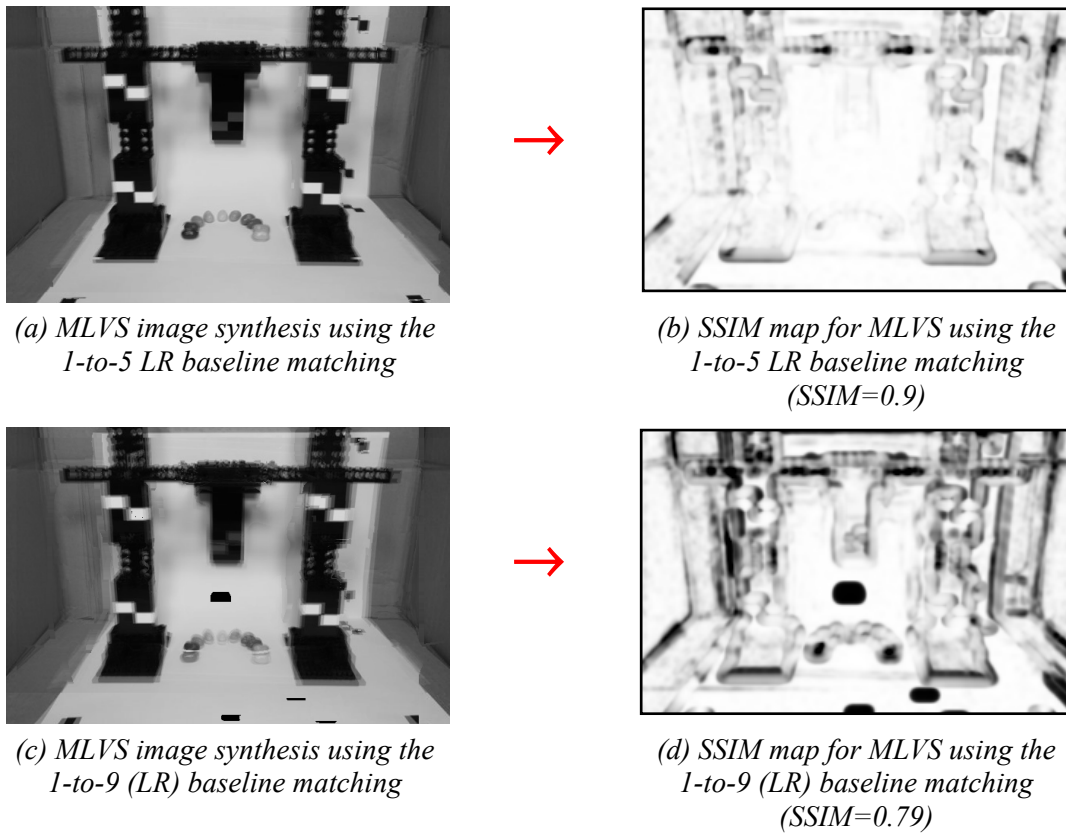 (a) MLVS image synthesis using the
1-to-5 LR baseline matching
(b) SSIM map for MLVS using the
1-to-5 LR baseline matching
(SSIM=0.9)
(c) MLVS image synthesis using the
1-to-9 (LR) baseline matching
(d) SSIM map for MLVS using the
1-to-9 (LR) baseline matching
(SSIM=0.79)